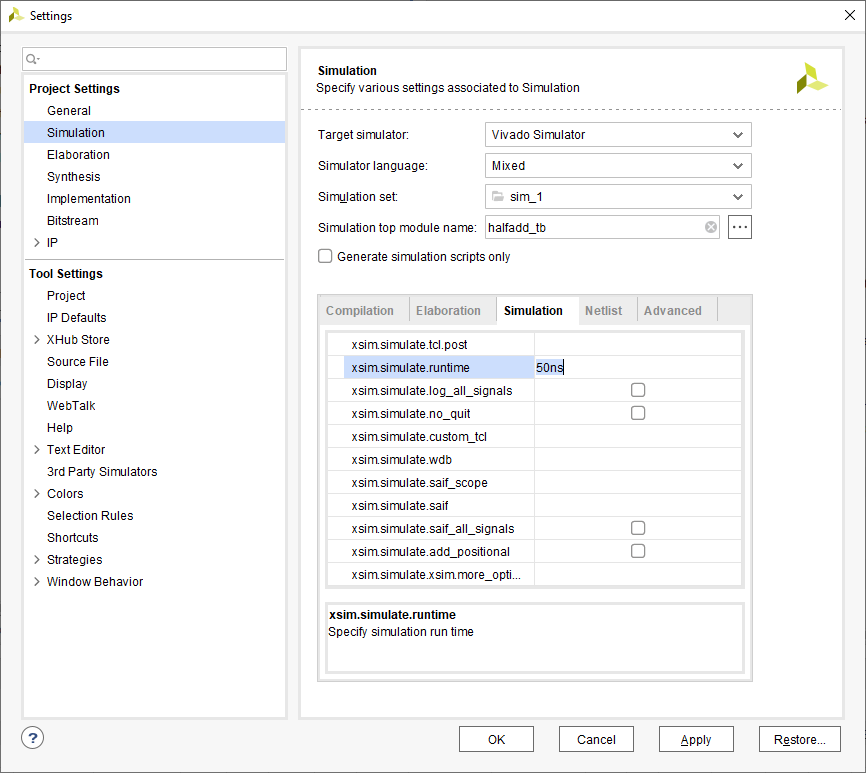 Settings
Project Settings
General
Simulation
Elaboration
Synthesis
Implementation
Bitstream
IP
Tool Settings
Project
IP Defaults
XHub Store
Source File
Display
WebTalk
Help
Text Editor
3rd Party Simulators
Colors
Selection Rules
Shortcuts
Strategies
Window Behavior
Simulation
Specify various settings associated to Simulation
Target simulator: Vivado Simulator
Simulator language: Mixed
Simulation set: sim_1
Simulation top module name: halfadd_tb ...
Generate simulation scripts only
Compilation Elaboration Simulation Netlist Advanced
xsim.simulate.tcl.post
xsim.simulate.runtime 50ns
xsim.simulate.log_all_signals
xsim.simulate.no_quit
xsim.simulate.custom_tcl
xsim.simulate.wdb
xsim.simulate.saif_scope
xsim.simulate.saif
xsim.simulate.saif_all_signals
xsim.simulate.add_positional
xsim.simulate.xsim.more_opti...
xsim.simulate.runtime
Specify simulation run time
? OK Cancel Apply Restore...